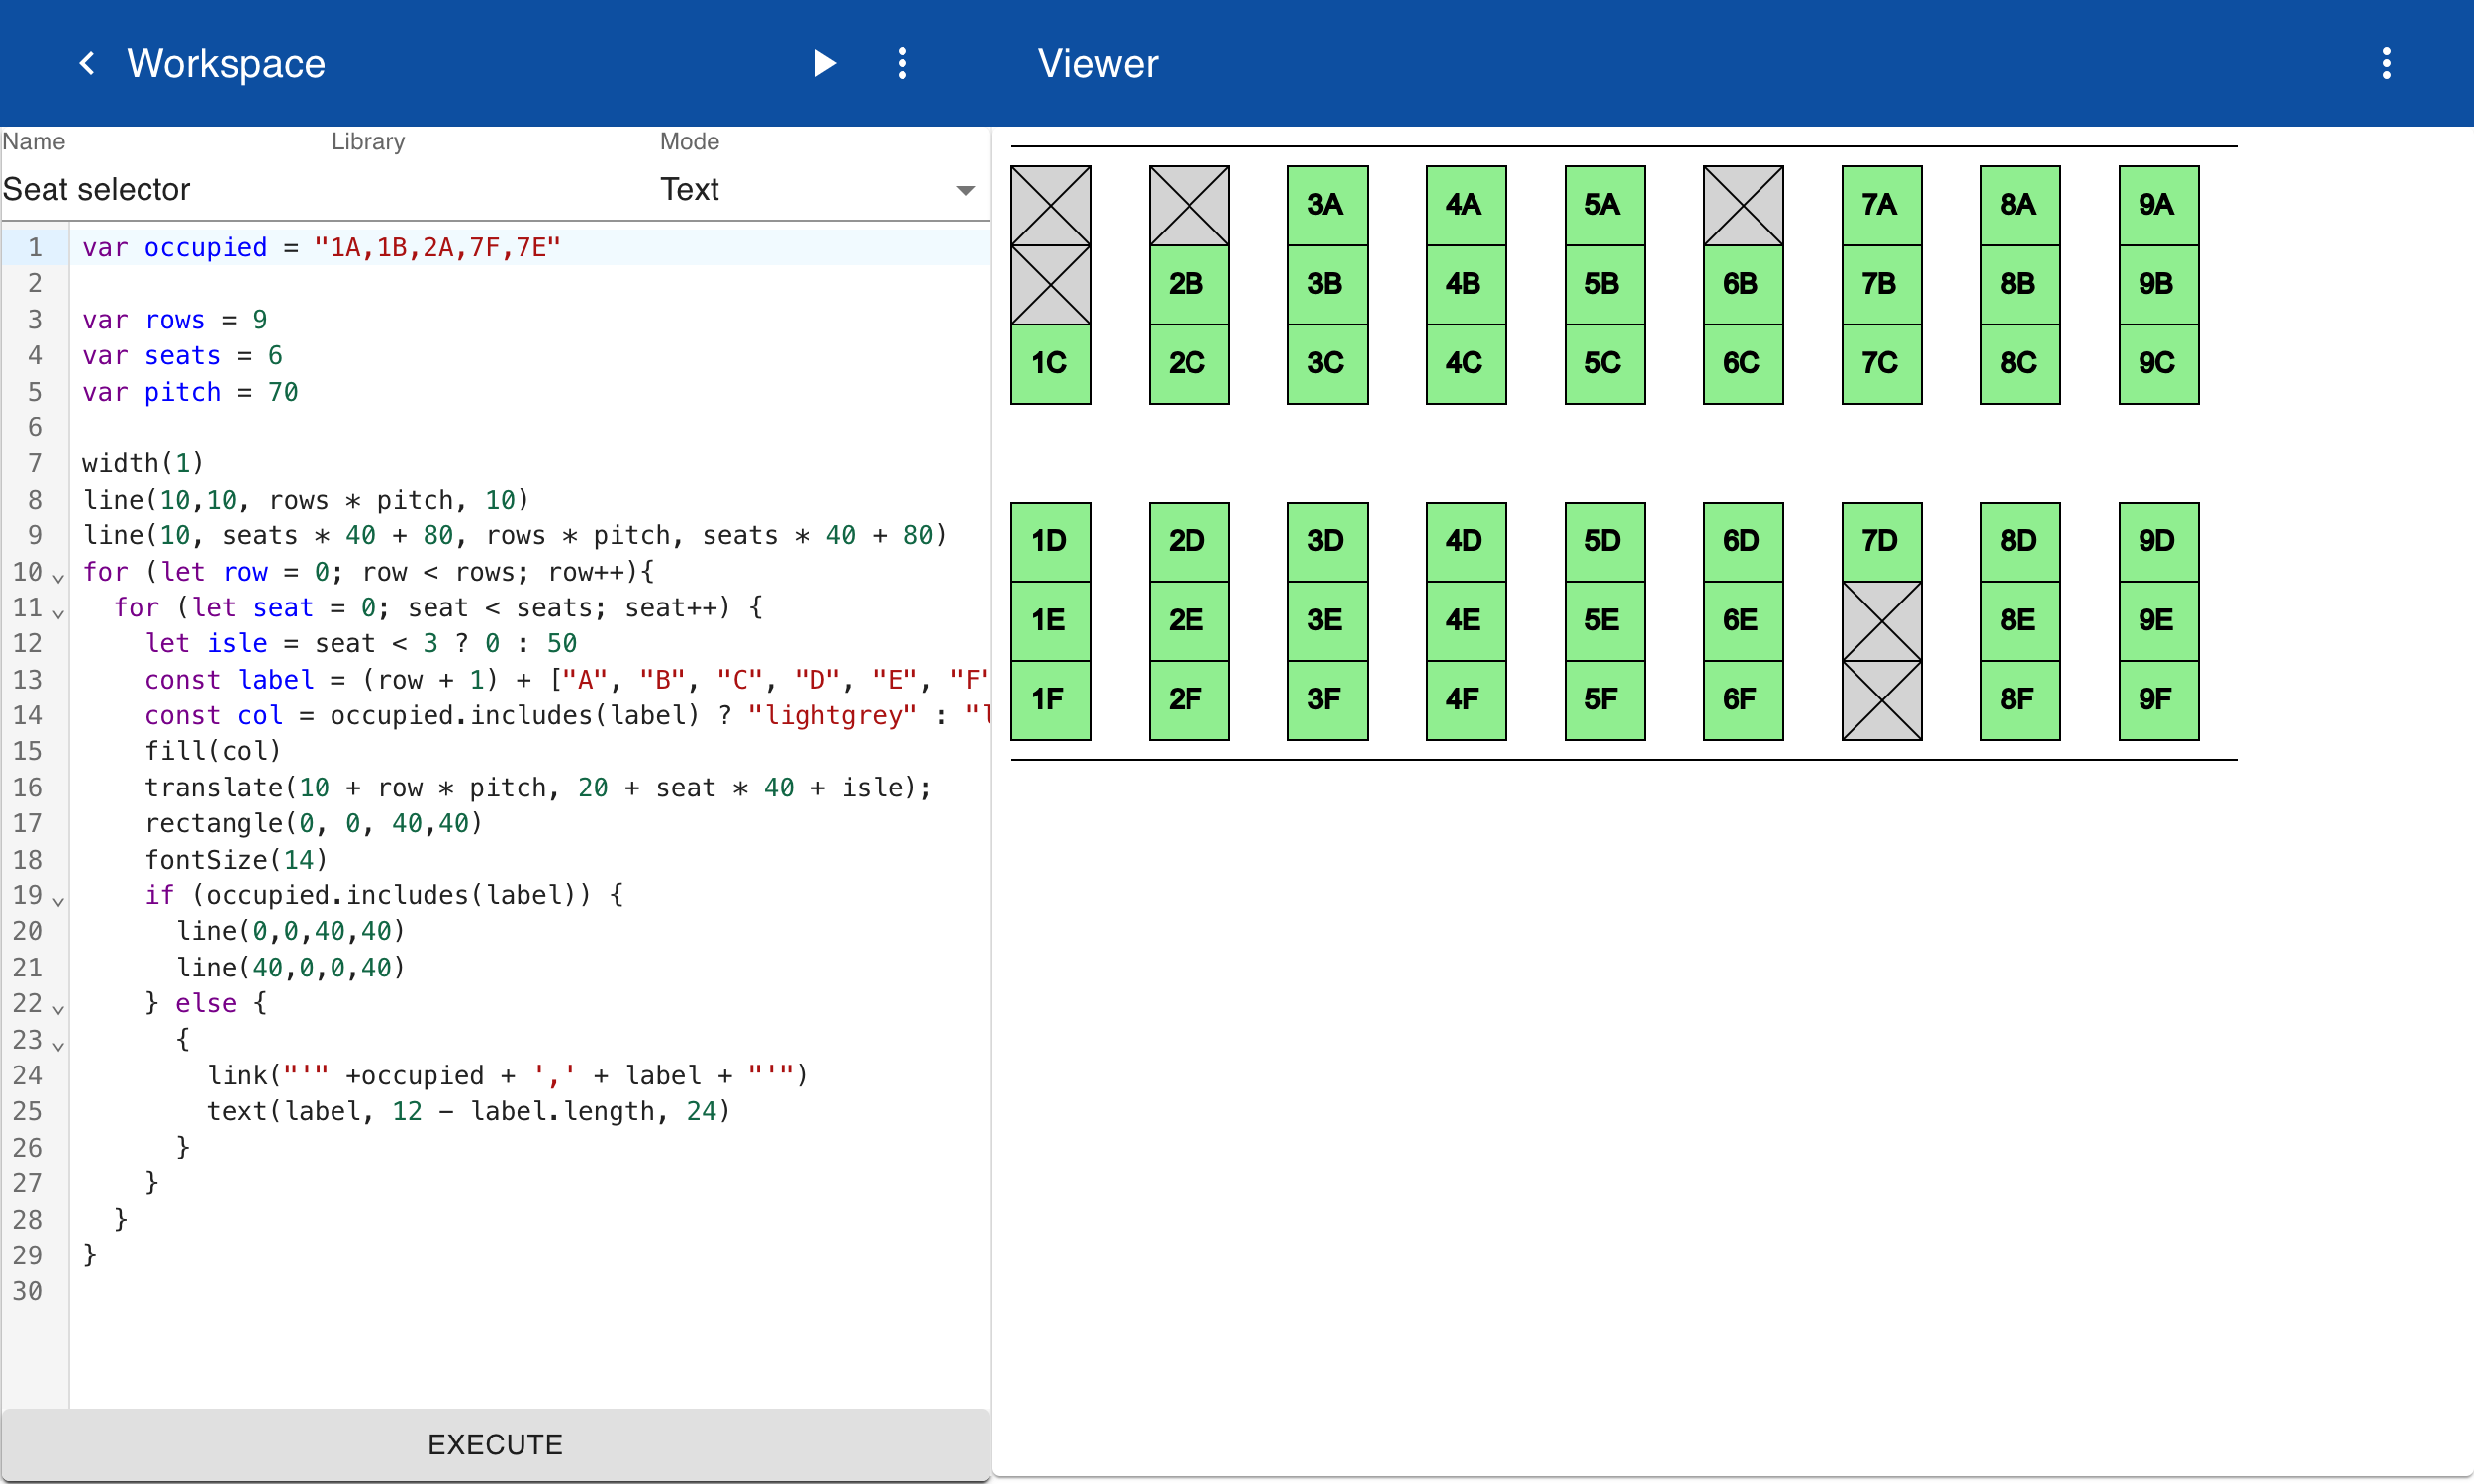 Workspace
Viewer
Name Library Mode
Seat selector Text
1 var occupied = "1A,1B,2A,7F,7E"
2
3 var rows = 9
4 var seats = 6
5 var pitch = 70
6
7 width(1)
8 line(10,10, rows * pitch, 10)
9 line(10, seats * 40 + 80, rows * pitch, seats * 40 + 80)
10 for (let row = 0; row < rows; row++){
11 for (let seat = 0; seat < seats; seat++) {
12 let isle = seat < 3 ? 0 : 50
13 const label = (row + 1) + ["A", "B", "C", "D", "E", "F"
14 const col = occupied.includes(label) ? "lightgrey" : "l
15 fill(col)
16 translate(10 + row * pitch, 20 + seat * 40 + isle);
17 rectangle(0, 0, 40,40)
18 fontSize(14)
19 if (occupied.includes(label)) {
20 line(0,0,40,40)
21 line(40,0,0,40)
22 } else {
23 {
24 link("'" +occupied + ',' + label + "'")
25 text(label, 12 - label.length, 24)
26 }
27 }
28 }
29 }
30
EXECUTE
3A 4A 5A 7A 8A 9A
2B 3B 4B 5B 6B 7B 8B 9B
1C 2C 3C 4C 5C 6C 7C 8C 9C
1D 2D 3D 4D 5D 6D 7D 8D 9D
1E 2E 3E 4E 5E 6E 8E 9E
1F 2F 3F 4F 5F 6F 8F 9F